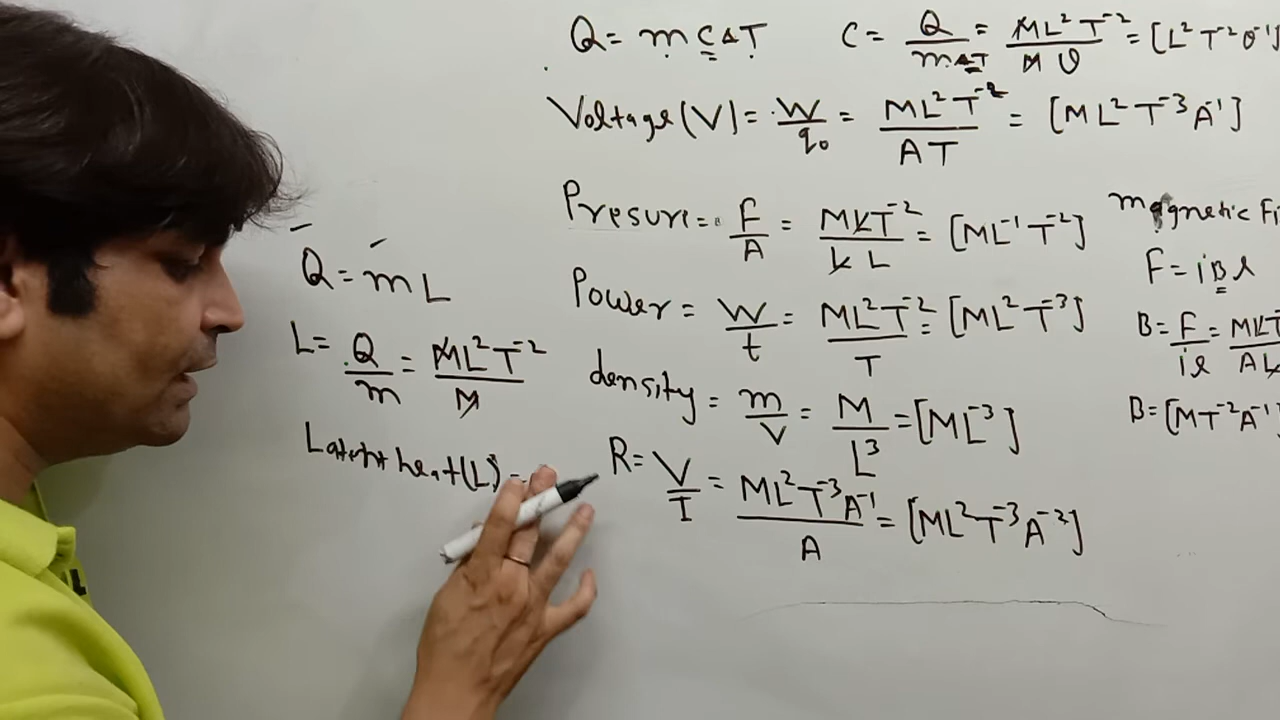 Q = mCΔT   C = Q/mΔT = ML²T⁻²/Mθ = [L²T⁻²θ⁻¹]
Voltage(V) = W/q₀ = ML²T⁻²/AT = [ML²T⁻³A⁻¹]
Presure = F/A = MLT⁻²/L L = [ML⁻¹T⁻²]
Power = W/t = ML²T⁻²/T = [ML²T⁻³]
density = m/V = M/L³ = [ML⁻³]
R = V/I = ML²T⁻³A⁻¹/A = [ML²T⁻³A⁻²]
Q = mL
L = Q/m = ML²T⁻²/M
Latent heat(L) =
magnetic Fi
F = iBl
B = F/il = MLT⁻/AL
B = [MT⁻²A⁻¹]